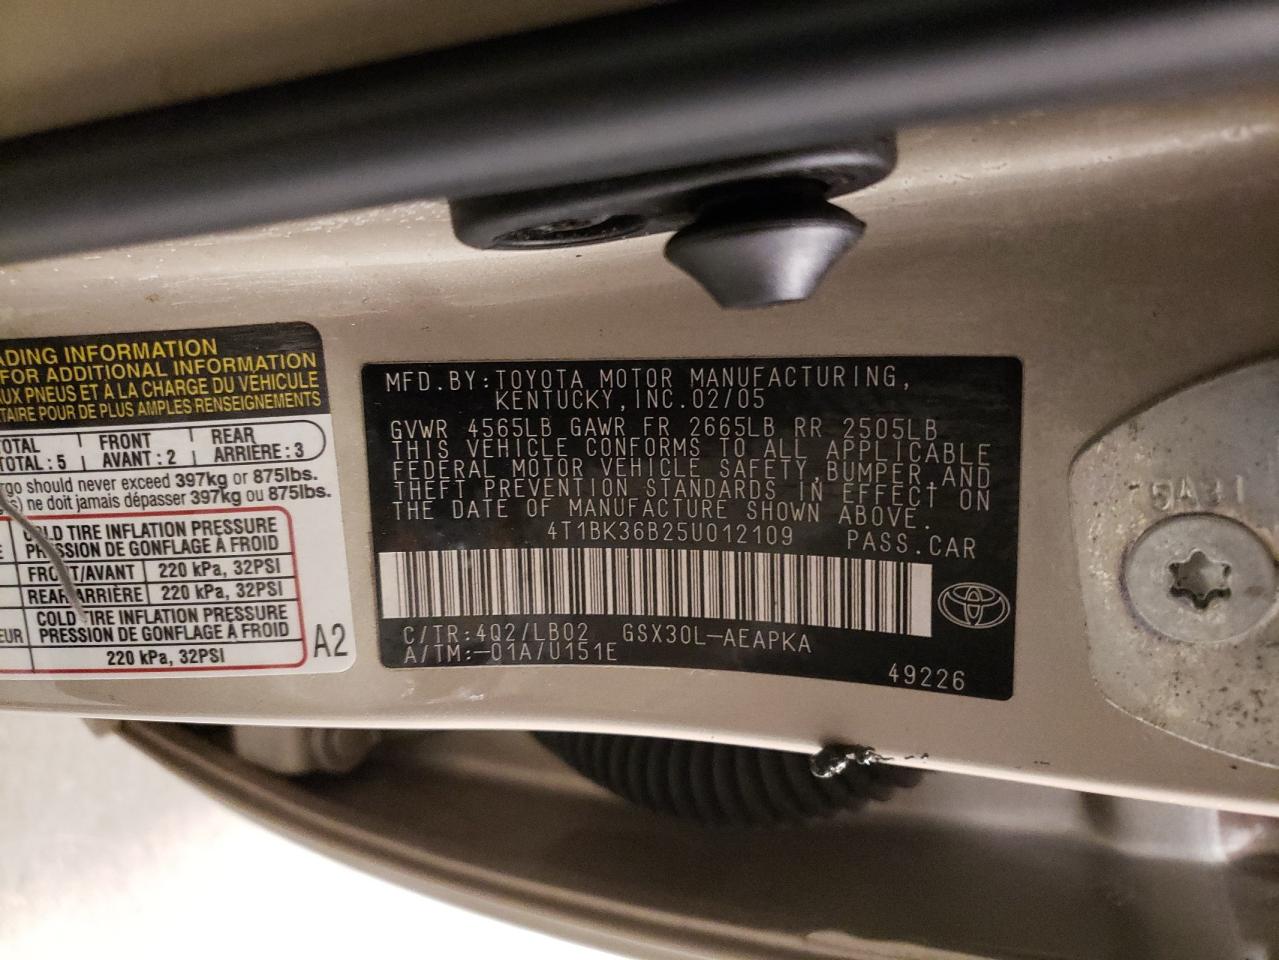 ADING INFORMATION
FOR ADDITIONAL INFORMATION
AUX PNEUS ET À LA CHARGE DU VÉHICULE
TAIRE POUR DE PLUS AMPLES RENSEIGNEMENTS
TOTAL FRONT REAR
TOTAL : 5 AVANT : 2 ARRIÈRE : 3
rgo should never exceed 397kg or 875lbs.
s) ne doit jamais dépasser 397kg ou 875lbs.
COLD TIRE INFLATION PRESSURE
PRESSION DE GONFLAGE À FROID
FRONT/AVANT 220 kPa, 32PSI
REAR/ARRIÈRE 220 kPa, 32PSI
COLD TIRE INFLATION PRESSURE
EUR PRESSION DE GONFLAGE À FROID
220 kPa, 32PSI
A2
MFD.BY:TOYOTA MOTOR MANUFACTURING,
KENTUCKY,INC.02/05
GVWR 4565LB GAWR FR 2665LB RR 2505LB
THIS VEHICLE CONFORMS TO ALL APPLICABLE
FEDERAL MOTOR VEHICLE SAFETY,BUMPER,AND
THEFT PREVENTION STANDARDS IN EFFECT ON
THE DATE OF MANUFACTURE SHOWN ABOVE.
4T1BK36B25U012109 PASS.CAR
C/TR:4Q2/LB02 GSX30L-AEAPKA
A/TM:-01A/U151E
49226